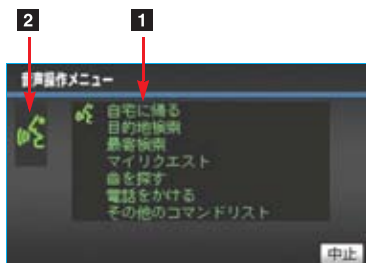 2 1
音声操作メニュー
自宅に帰る
目的地検索
最寄検索
マイリクエスト
曲を探す
電話をかける
その他のコマンドリスト
中止